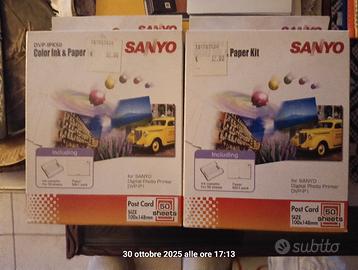 DVP-IPK50
SANYO
Color Ink & Paper
Including
for SANYO
Digital Photo Printer
DVP-P1
Post Card
SIZE
100x148mm
50
sheets
SANYO
Paper Kit
Including
for SANYO
Digital Photo Printer
DVP-P1
Post Card
SIZE
100x148mm
50
sheets
30 ottobre 2025 alle ore 17:13
subito